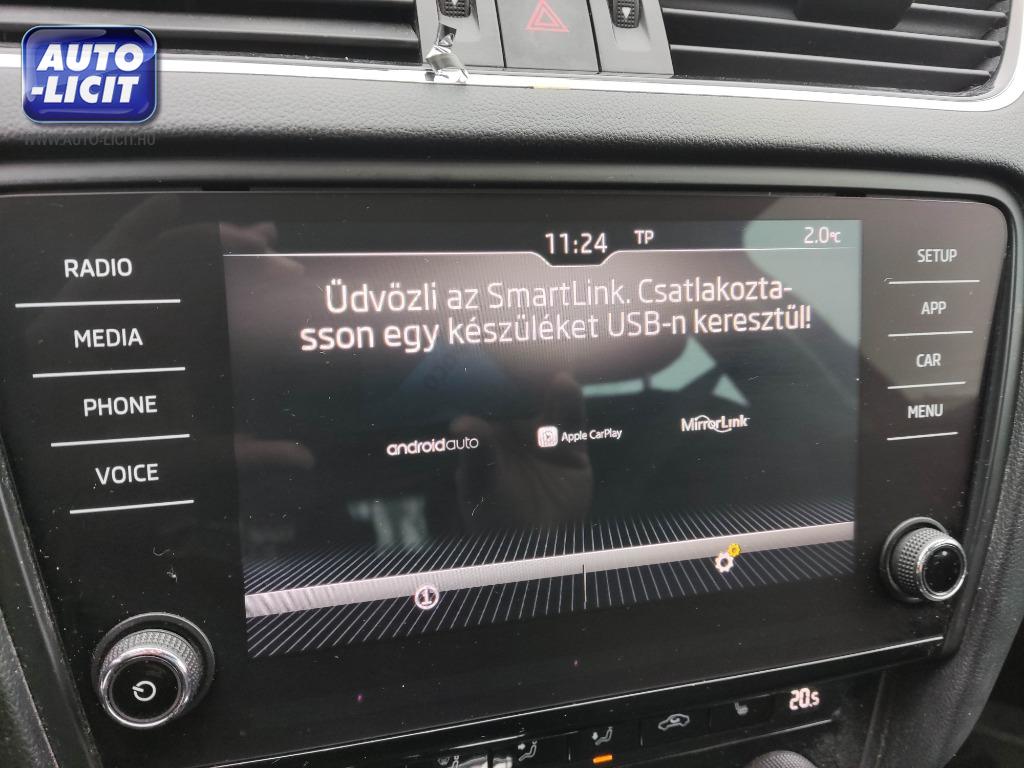 AUTO
-LICIT
WWW.AUTO-LICIT.HU
11:24 TP 2.0°C
Üdvözli az SmartLink. Csatlakozta-
sson egy készüléket USB-n keresztül!
androidauto
Apple CarPlay
MirrorLink
RADIO
MEDIA
PHONE
VOICE
SETUP
APP
CAR
MENU
20.5